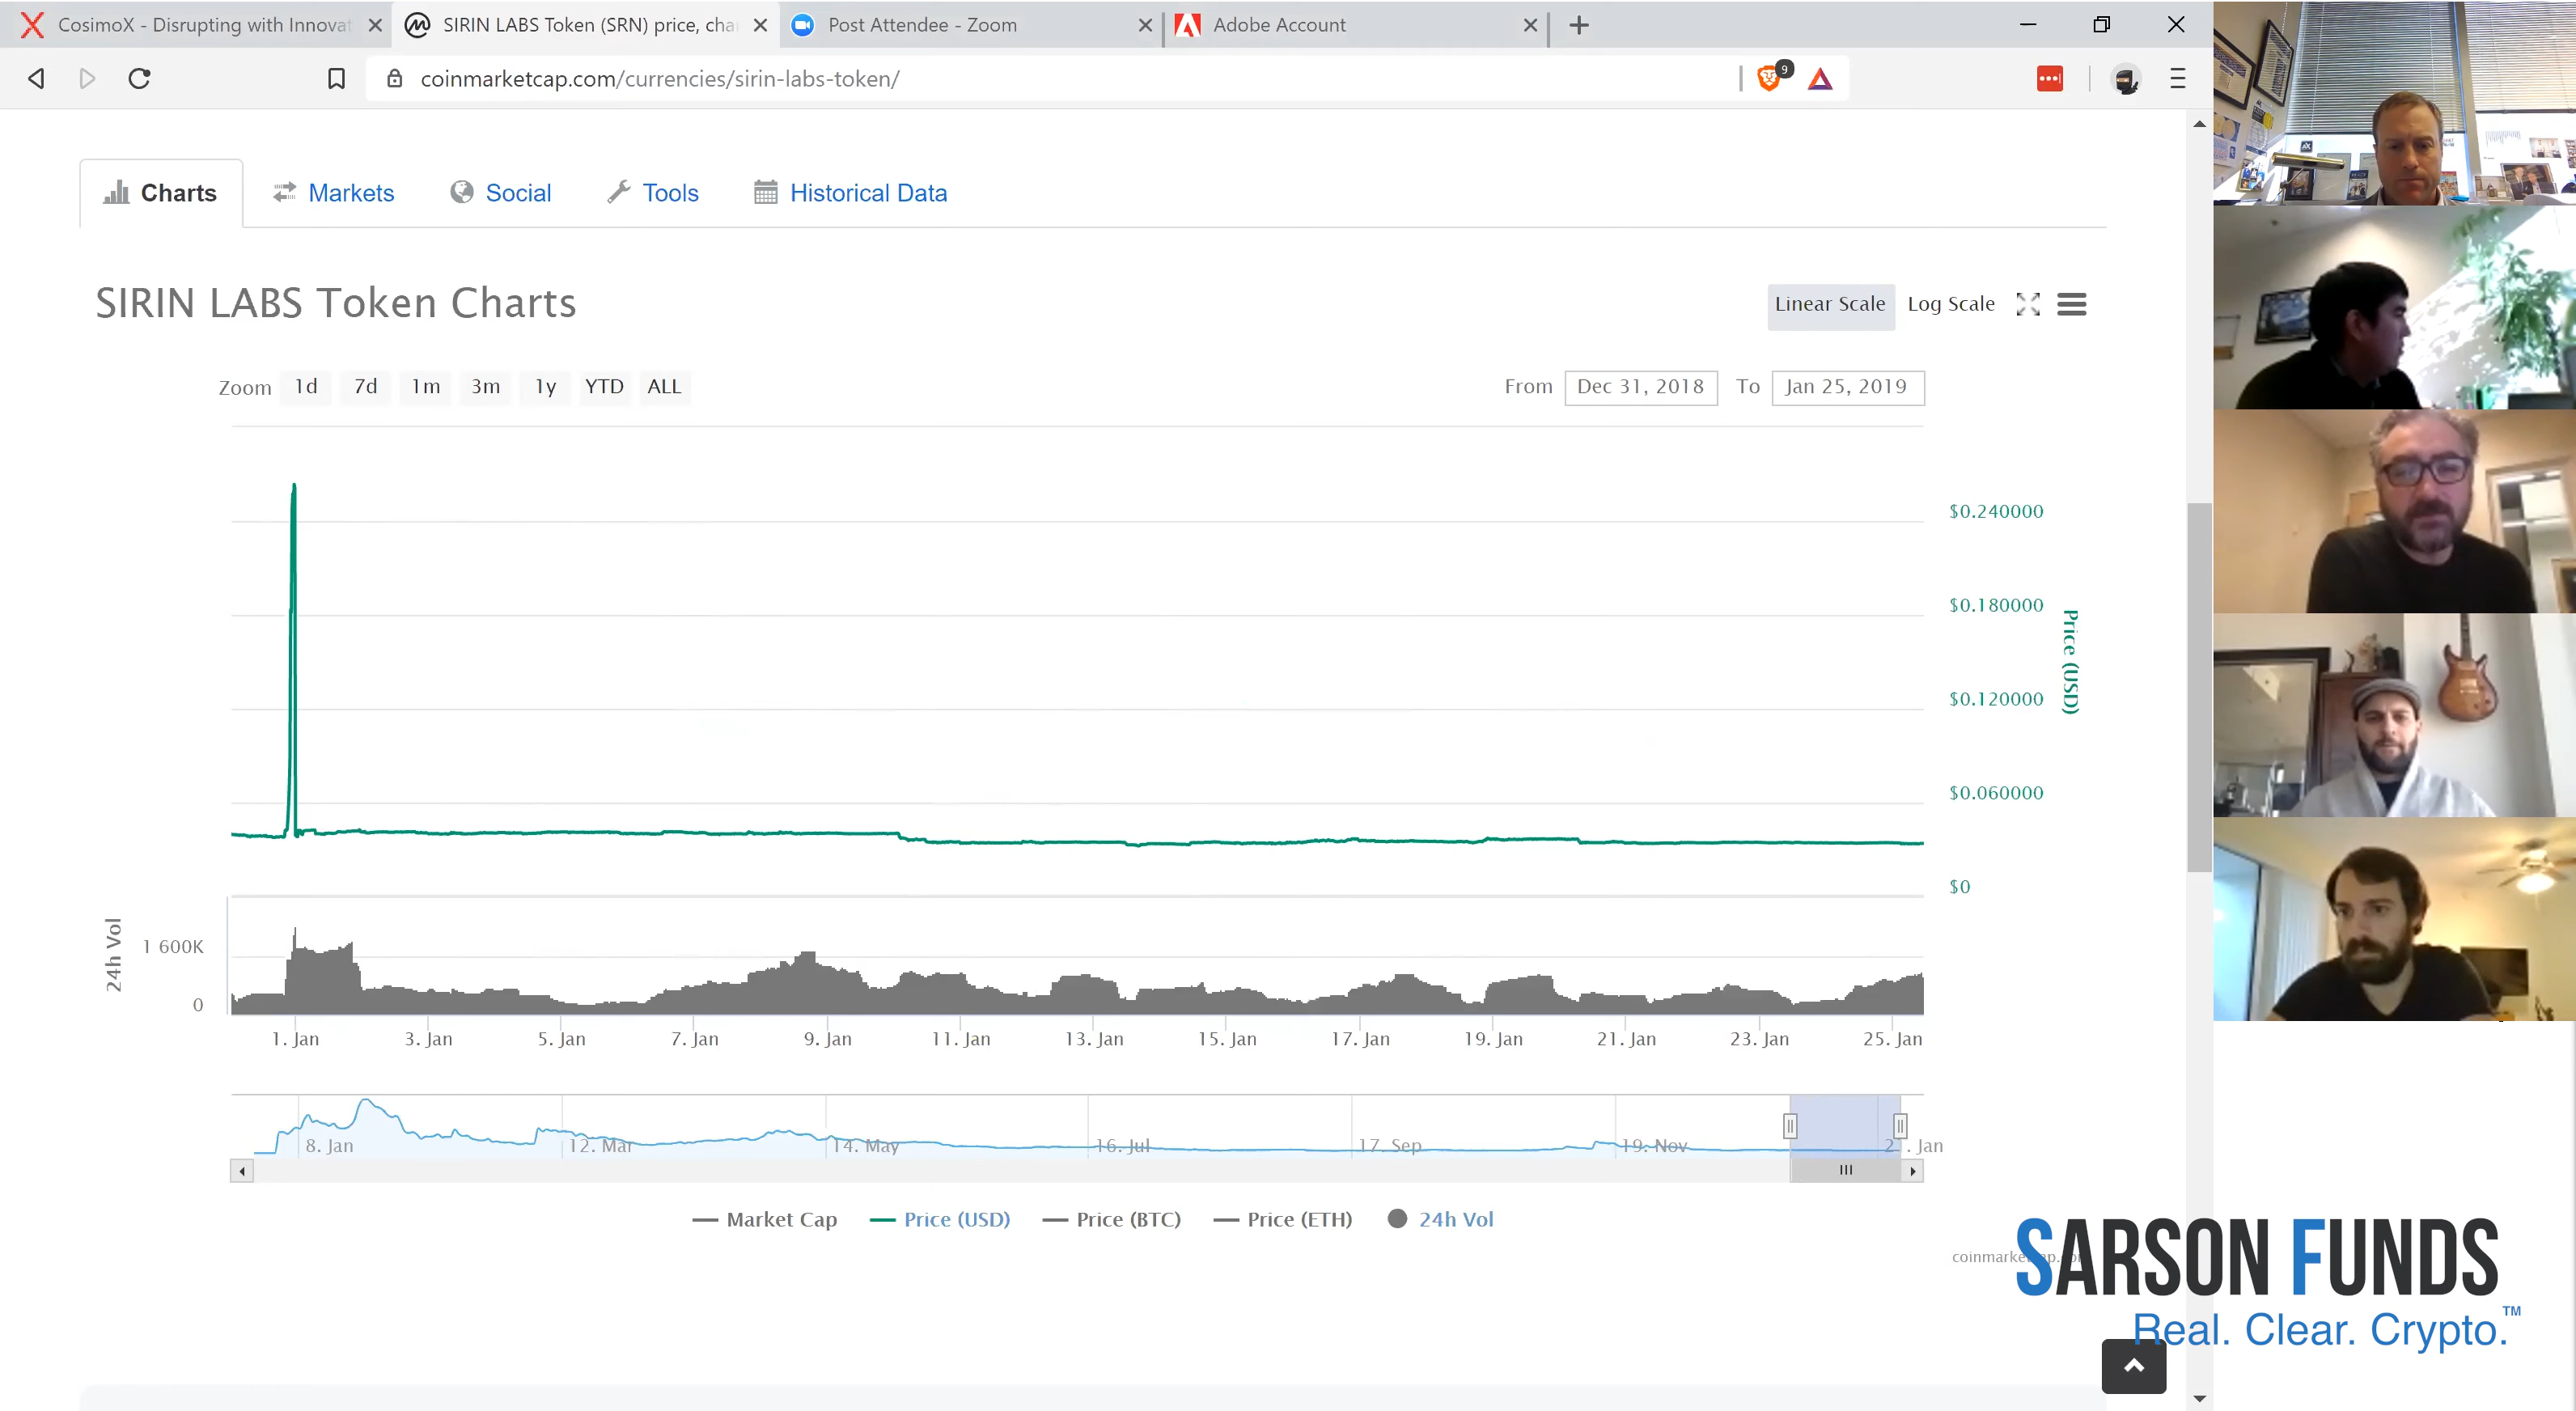 CosimoX - Disrupting with Innovat
SIRIN LABS Token (SRN) price, cha
Post Attendee - Zoom
Adobe Account
coinmarketcap.com/currencies/sirin-labs-token/
9
Charts
Markets
Social
Tools
Historical Data
SIRIN LABS Token Charts
Linear Scale
Log Scale
Zoom 1d 7d 1m 3m 1y YTD ALL
From Dec 31, 2018 To Jan 25, 2019
$0.240000
$0.180000
$0.120000
$0.060000
$0
Price (USD)
24h Vol
1 600K
0
1. Jan 3. Jan 5. Jan 7. Jan 9. Jan 11. Jan 13. Jan 15. Jan 17. Jan 19. Jan 21. Jan 23. Jan 25. Jan
8. Jan 12. Mar 14. May 16. Jul 17. Sep 19. Nov 2 . Jan
Market Cap Price (USD) Price (BTC) Price (ETH) 24h Vol
SARSON FUNDS
Real. Clear. Crypto.™